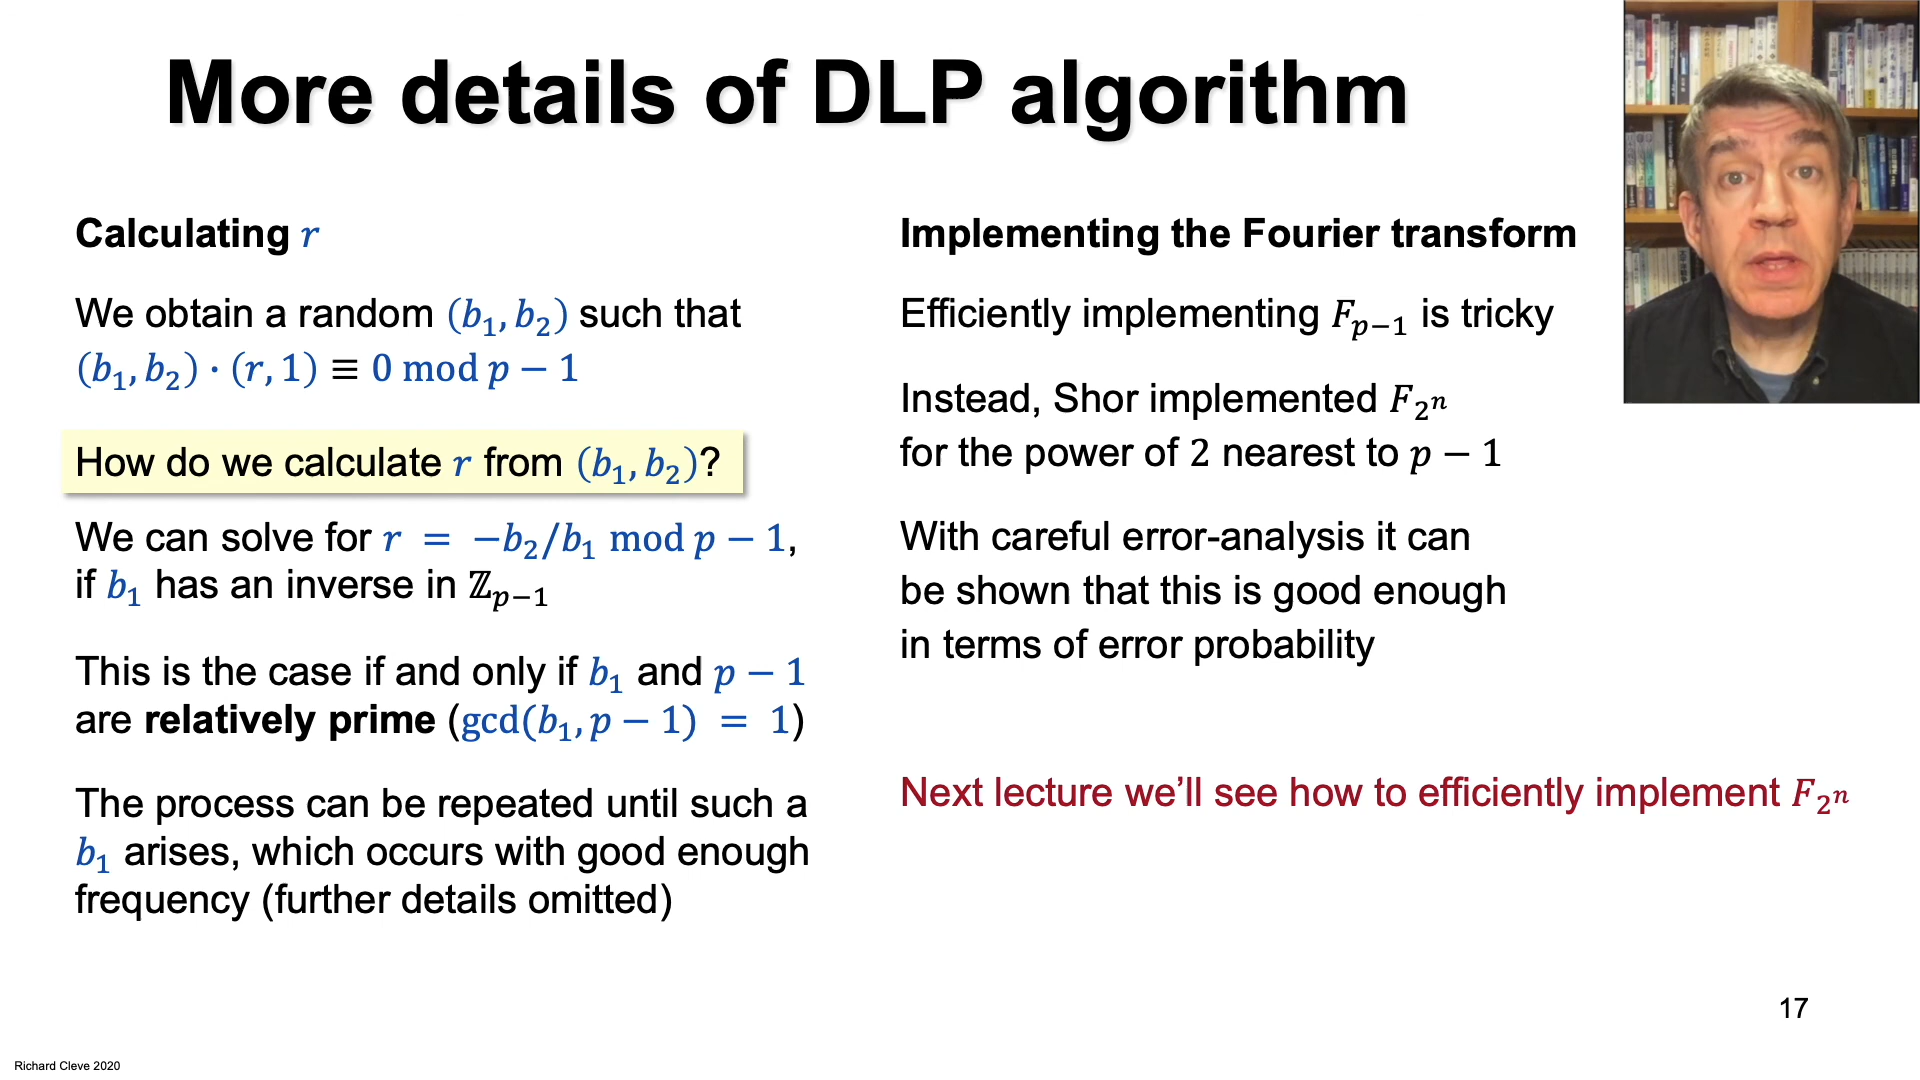 More details of DLP algorithm
Calculating r
We obtain a random (b₁, b₂) such that
(b₁, b₂) · (r, 1) ≡ 0 mod p − 1
How do we calculate r from (b₁, b₂)?
We can solve for r = −b₂/b₁ mod p − 1,
if b₁ has an inverse in ℤₚ₋₁
This is the case if and only if b₁ and p − 1
are relatively prime (gcd(b₁, p − 1) = 1)
The process can be repeated until such a
b₁ arises, which occurs with good enough
frequency (further details omitted)
Implementing the Fourier transform
Efficiently implementing Fₚ₋₁ is tricky
Instead, Shor implemented F_{2ⁿ}
for the power of 2 nearest to p − 1
With careful error-analysis it can
be shown that this is good enough
in terms of error probability
Next lecture we’ll see how to efficiently implement F_{2ⁿ}
17
Richard Cleve 2020